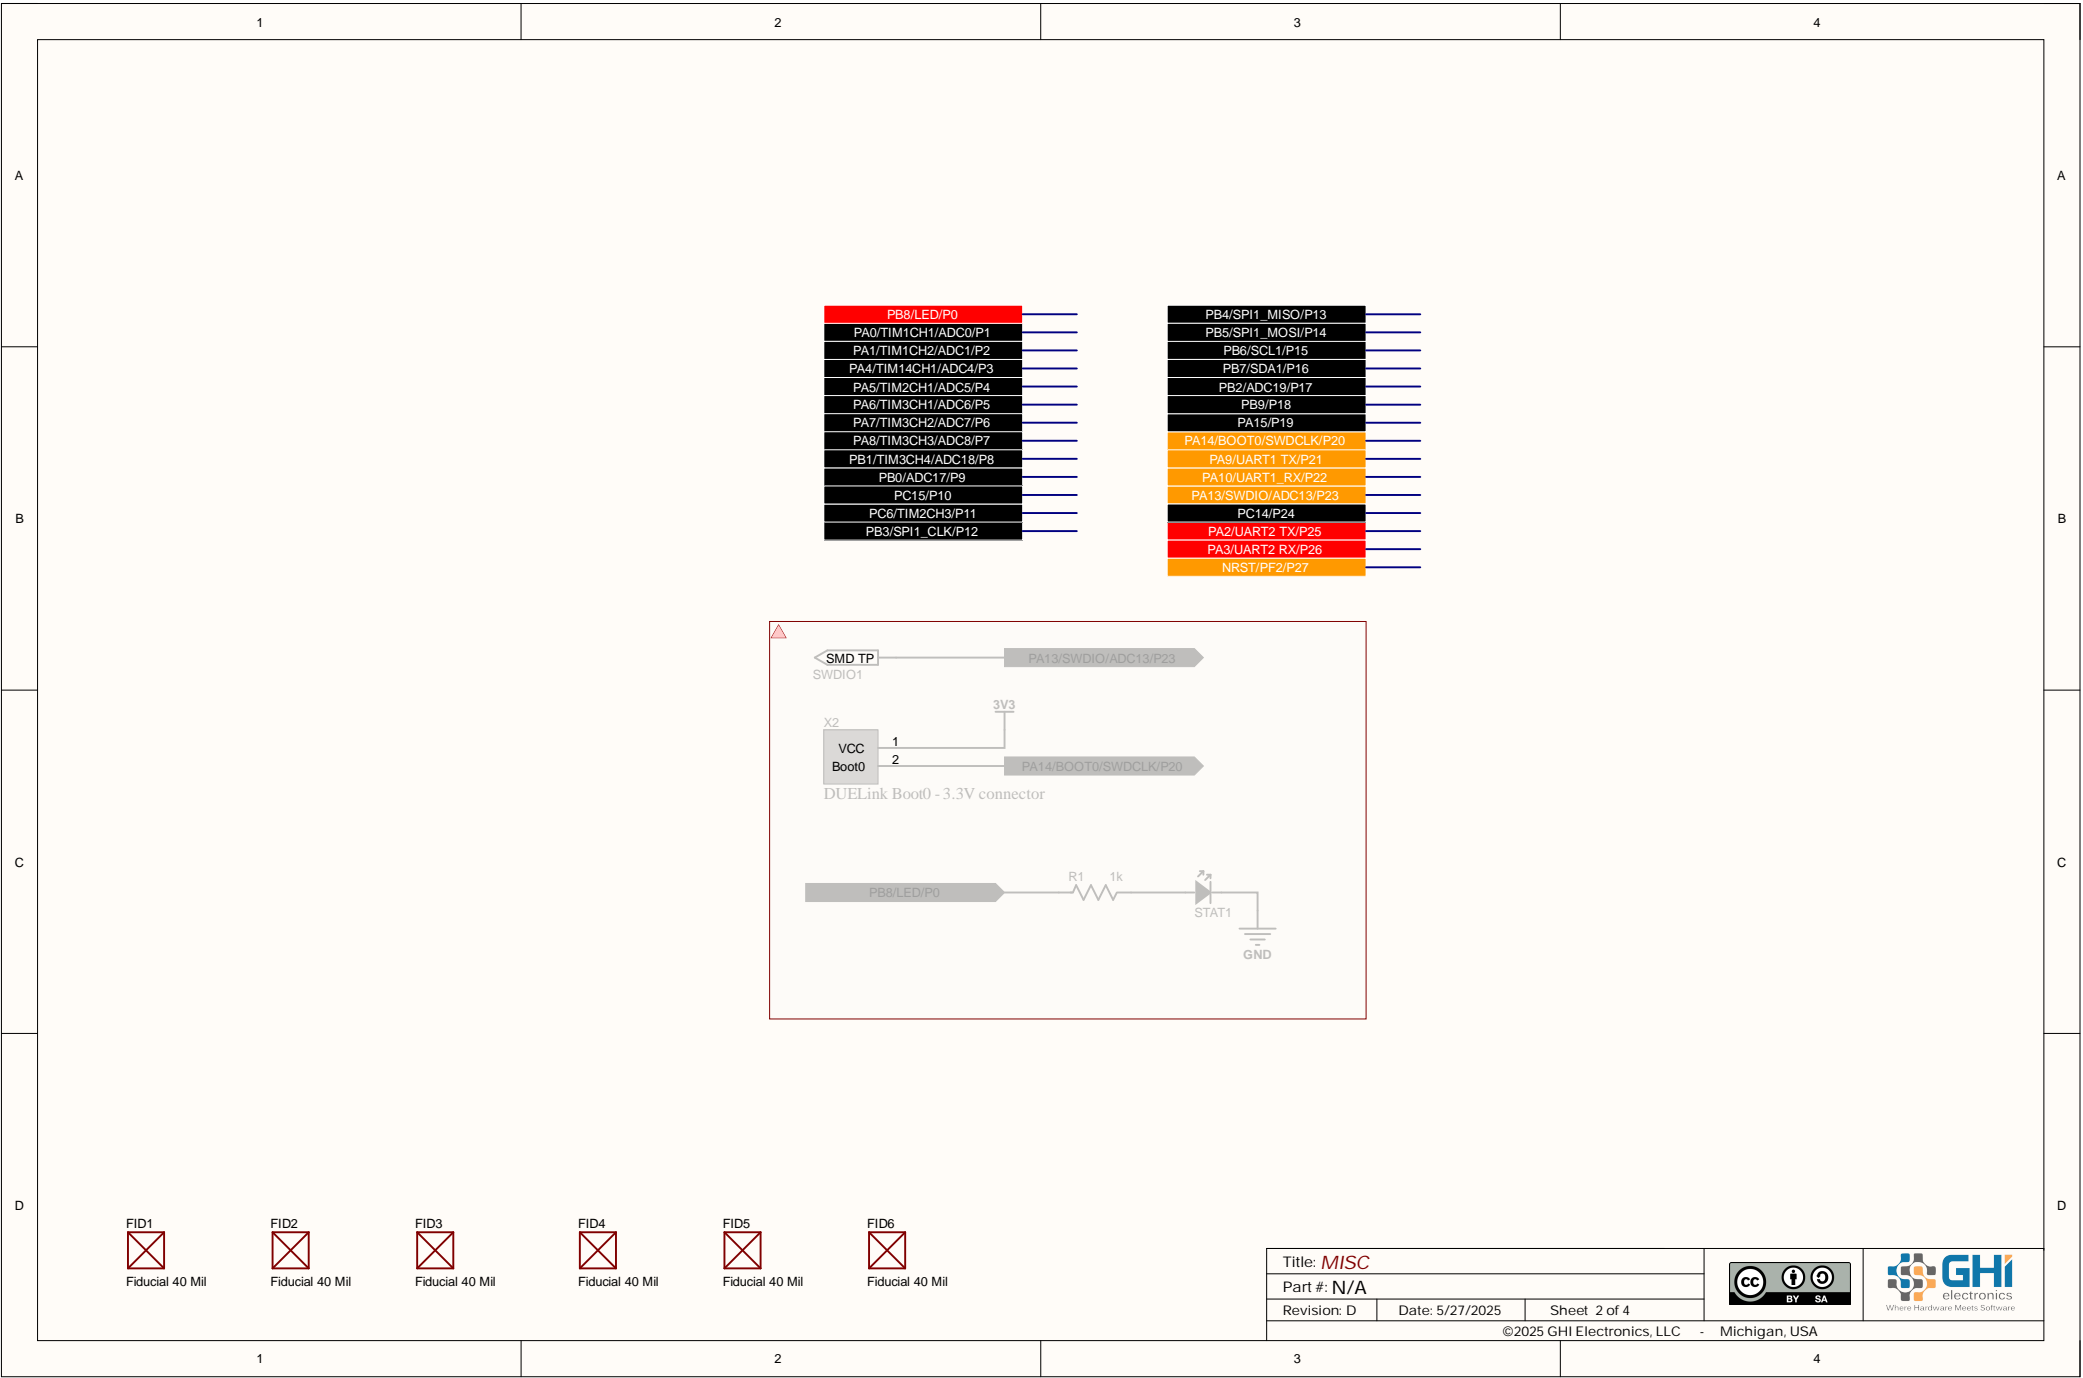 1 2 3 4
A A
PB8/LED/P0
PA0/TIM1CH1/ADC0/P1
PA1/TIM1CH2/ADC1/P2
PA4/TIM14CH1/ADC4/P3
PA5/TIM2CH1/ADC5/P4
PA6/TIM3CH1/ADC6/P5
PA7/TIM3CH2/ADC7/P6
PA8/TIM3CH3/ADC8/P7
PB1/TIM3CH4/ADC18/P8
PB0/ADC17/P9
PC15/P10
PC6/TIM2CH3/P11
PB3/SPI1_CLK/P12
PB4/SPI1_MISO/P13
PB5/SPI1_MOSI/P14
PB6/SCL1/P15
PB7/SDA1/P16
PB2/ADC19/P17
PB9/P18
PA15/P19
PA14/BOOT0/SWDCLK/P20
PA9/UART1 TX/P21
PA10/UART1_RX/P22
PA13/SWDIO/ADC13/P23
PC14/P24
PA2/UART2 TX/P25
PA3/UART2 RX/P26
NRST/PF2/P27
B B
SMD TP PA13/SWDIO/ADC13/P23
SWDIO1
3V3
X2
VCC 1
Boot0 2 PA14/BOOT0/SWDCLK/P20
DUELink Boot0 - 3.3V connector
C C
R1 1k
PB8/LED/P0
STAT1
GND
D D
FID1 FID2 FID3 FID4 FID5 FID6
Fiducial 40 Mil Fiducial 40 Mil Fiducial 40 Mil Fiducial 40 Mil Fiducial 40 Mil Fiducial 40 Mil
Title: MISC
Part #: N/A
Revision: D Date: 5/27/2025 Sheet 2 of 4
cc BY SA
GHI
electronics
Where Hardware Meets Software
©2025 GHI Electronics, LLC - Michigan, USA
1 2 3 4